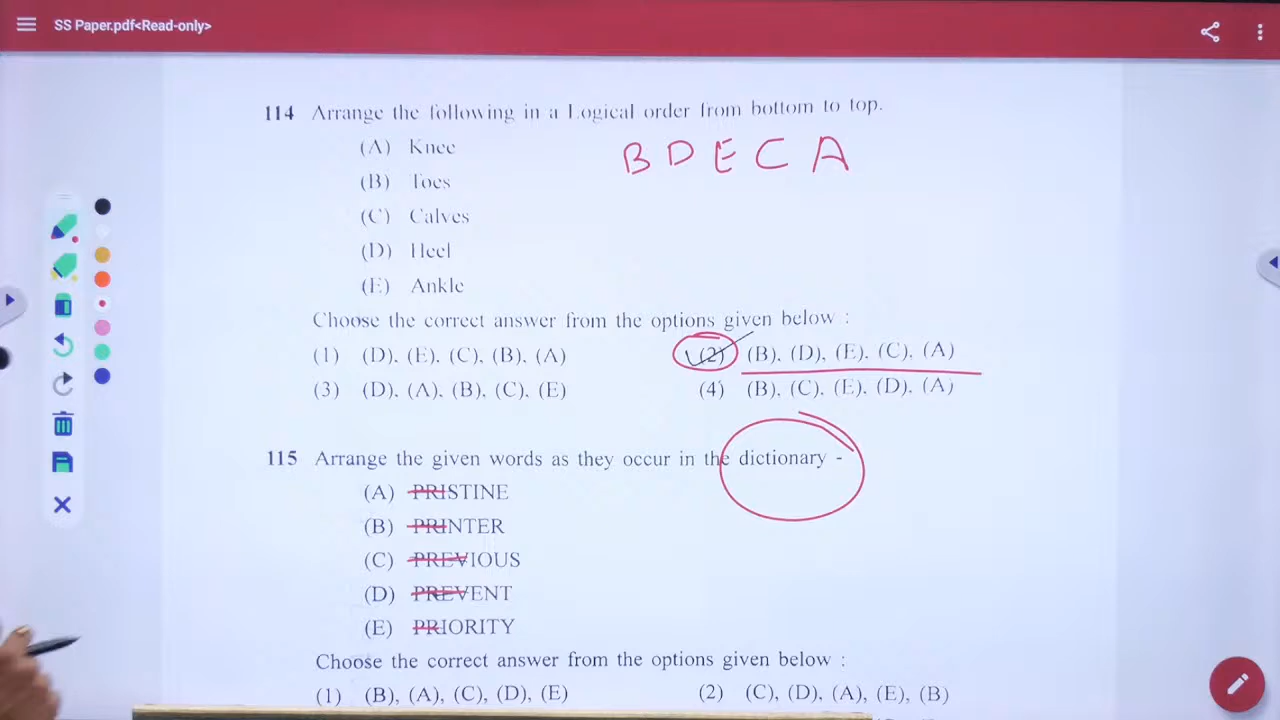 SS Paper.pdf<Read-only>
114 Arrange the following in a Logical order from bottom to top.
(A) Knee
B D E C A
(B) Toes
(C) Calves
(D) Heel
(E) Ankle
Choose the correct answer from the options given below :
(1) (D), (E), (C), (B), (A) (2) (B), (D), (E), (C), (A)
(3) (D), (A), (B), (C), (E) (4) (B), (C), (E), (D), (A)
115 Arrange the given words as they occur in the dictionary -
(A) PRISTINE
(B) PRINTER
(C) PREVIOUS
(D) PREVENT
(E) PRIORITY
Choose the correct answer from the options given below :
(1) (B), (A), (C), (D), (E) (2) (C), (D), (A), (E), (B)